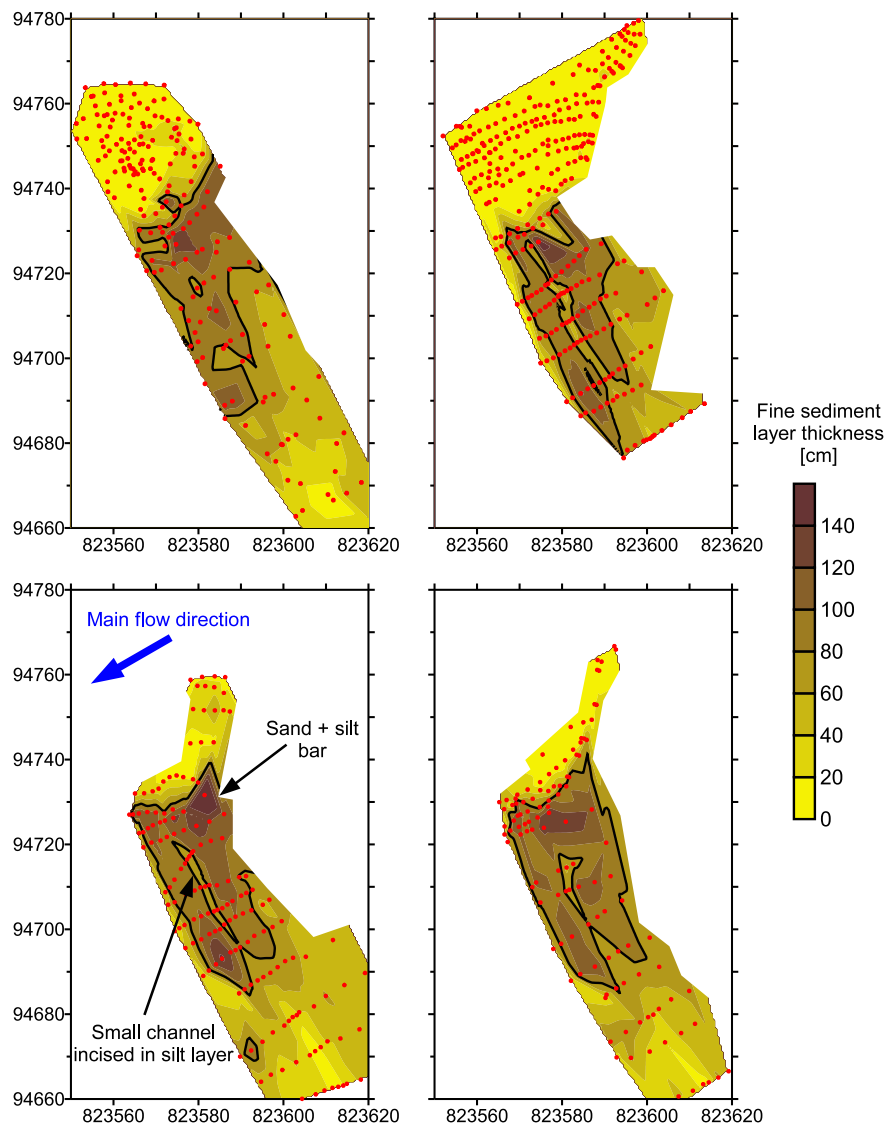 94780
94760
94740
94720
94700
94680
94660
823560 823580 823600 823620
823560 823580 823600 823620
Fine sediment
layer thickness
[cm]
140
120
100
80
60
40
20
0
94780
94760
94740
94720
94700
94680
94660
Main flow direction
Sand + silt
bar
Small channel
incised in silt layer
823560 823580 823600 823620
823560 823580 823600 823620